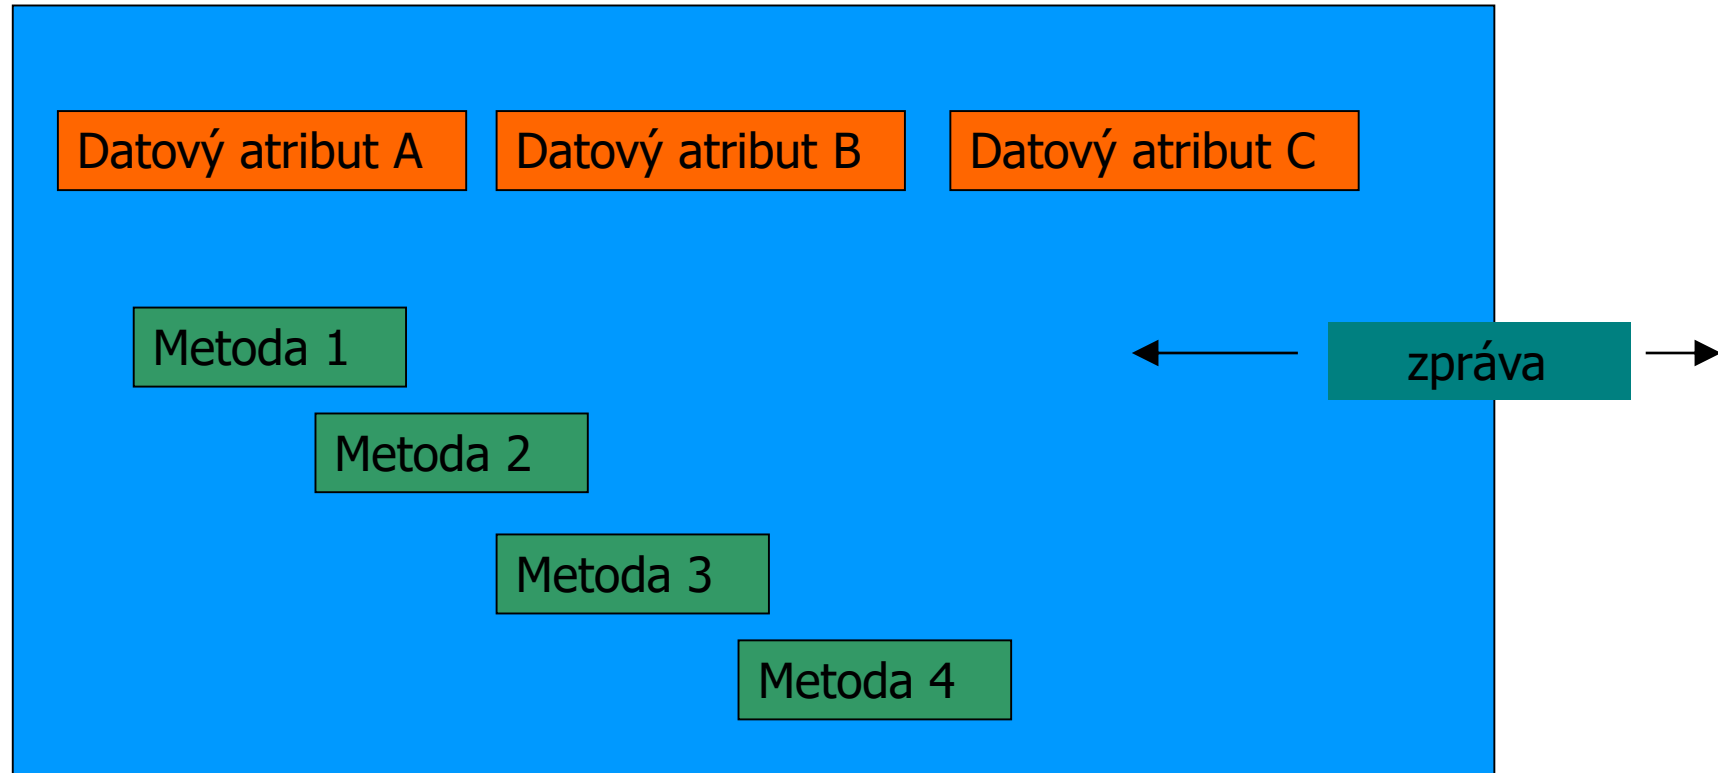 Datový atribut A
Datový atribut B
Datový atribut C
Metoda 1
zpráva
Metoda 2
Metoda 3
Metoda 4